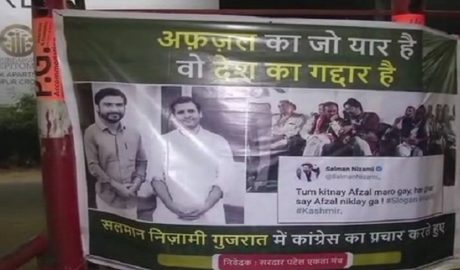 अफ़ज़ल का जो यार है
वो देश का गद्दार है
P.G.
Salman Nizami
@SalmanNizami_
Tum kitnay Afzal maro gay, har
say Afzal niklay ga !
#Kashmir.
सलमान निज़ामी गुजरात में कांग्रेस का प्रचार करते हुए
निवेदक : सरदार पटेल एकता मंच